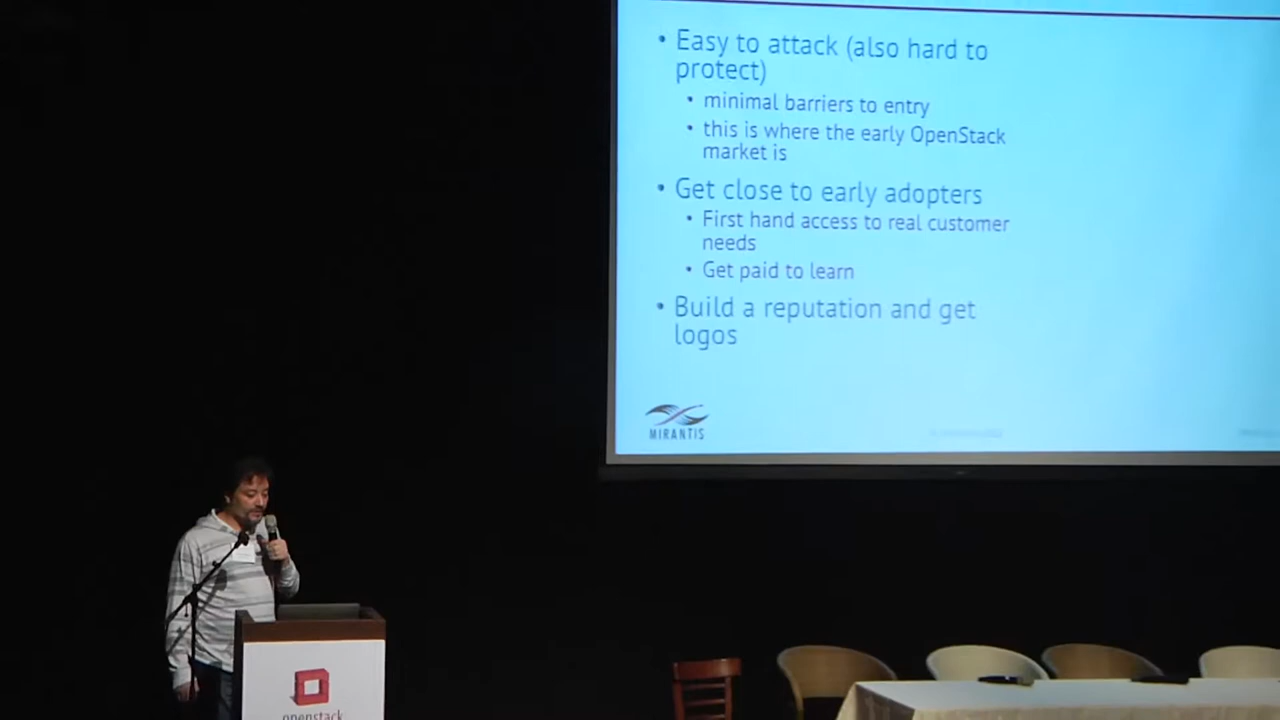 • Easy to attack (also hard to
protect)
• minimal barriers to entry
• this is where the early OpenStack
market is
• Get close to early adopters
• First hand access to real customer
needs
• Get paid to learn
• Build a reputation and get
logos
MIRANTIS
openstack